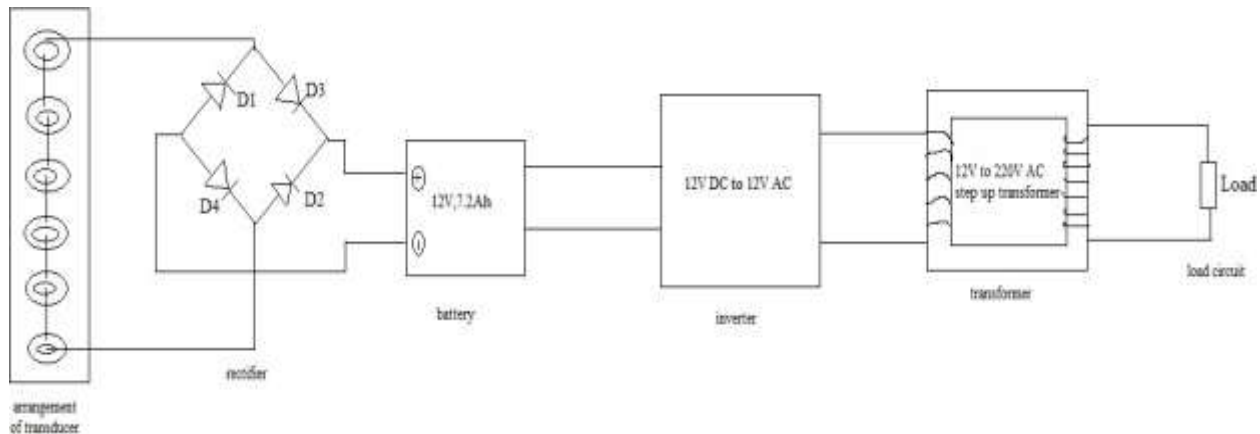 D1
D3
D4
D2
rectifier
arrangement
of transducer
12V,7.2Ah
battery
12V DC to 12V AC
inverter
12V to 220V AC
step up transformer
transformer
Load
load circuit